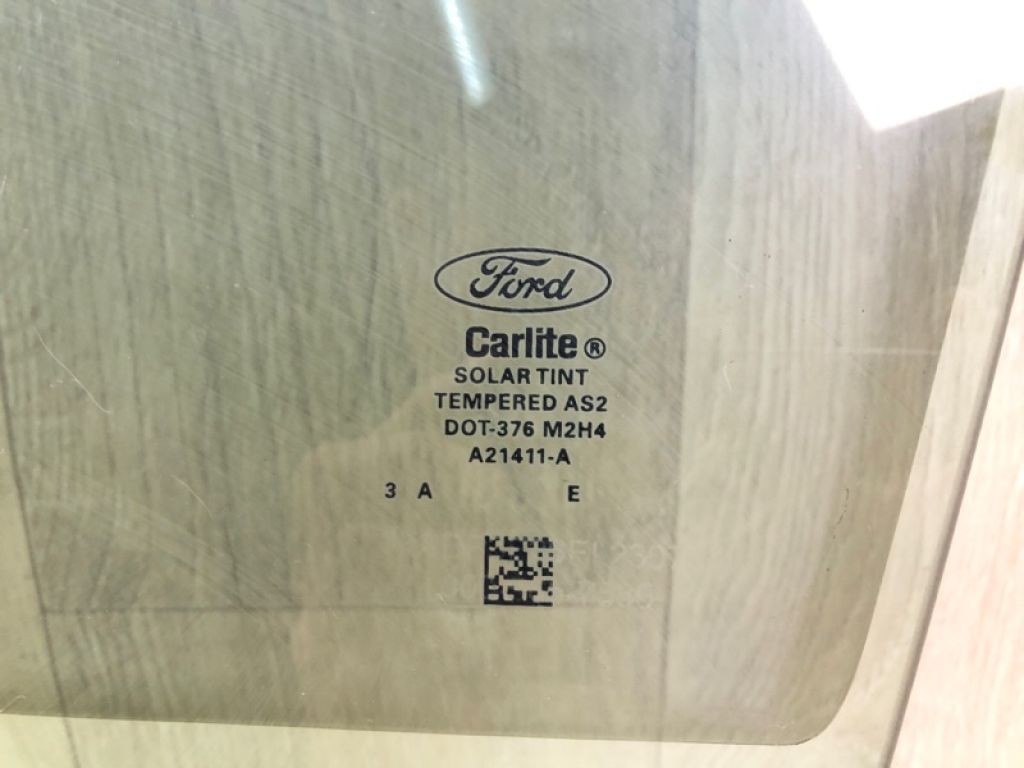 Ford
Carlite®
SOLAR TINT
TEMPERED AS2
DOT-376 M2H4
A21411-A
3 A E